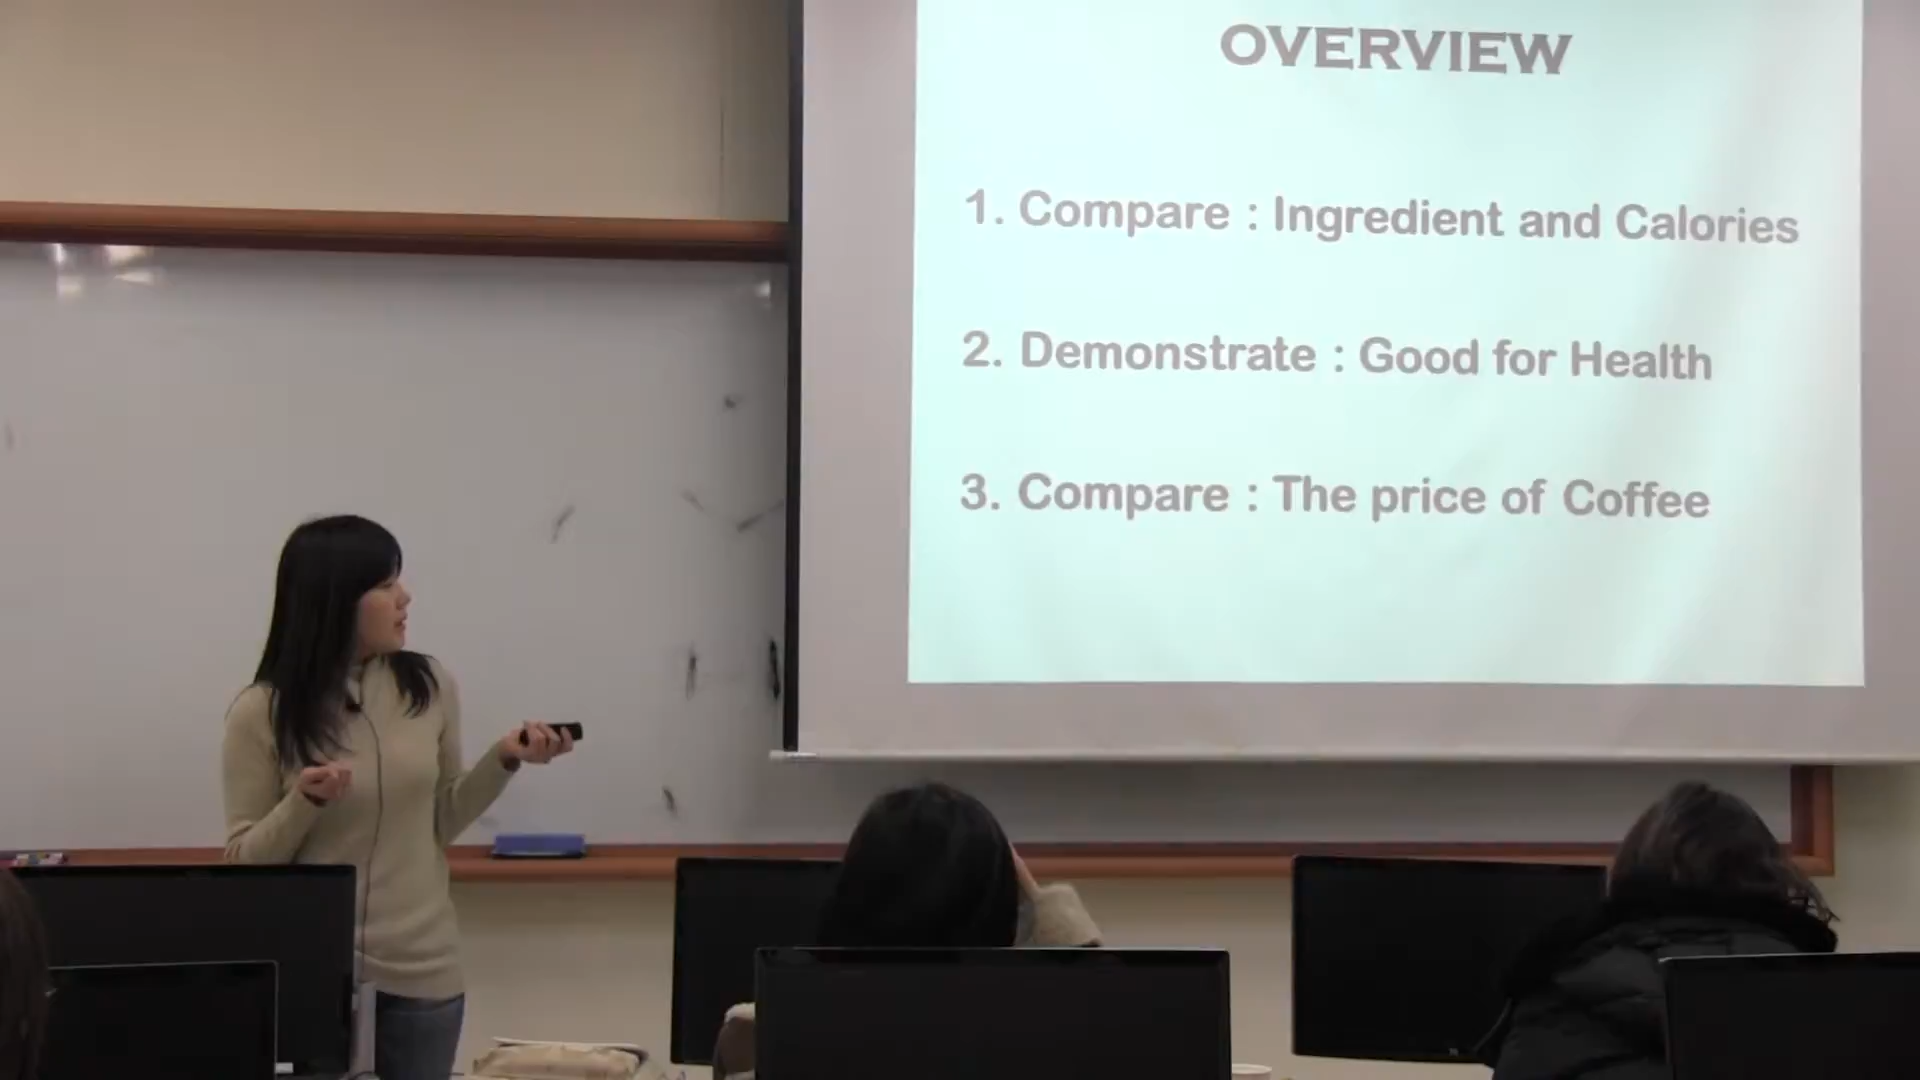 OVERVIEW
1. Compare : Ingredient and Calories
2. Demonstrate : Good for Health
3. Compare : The price of Coffee